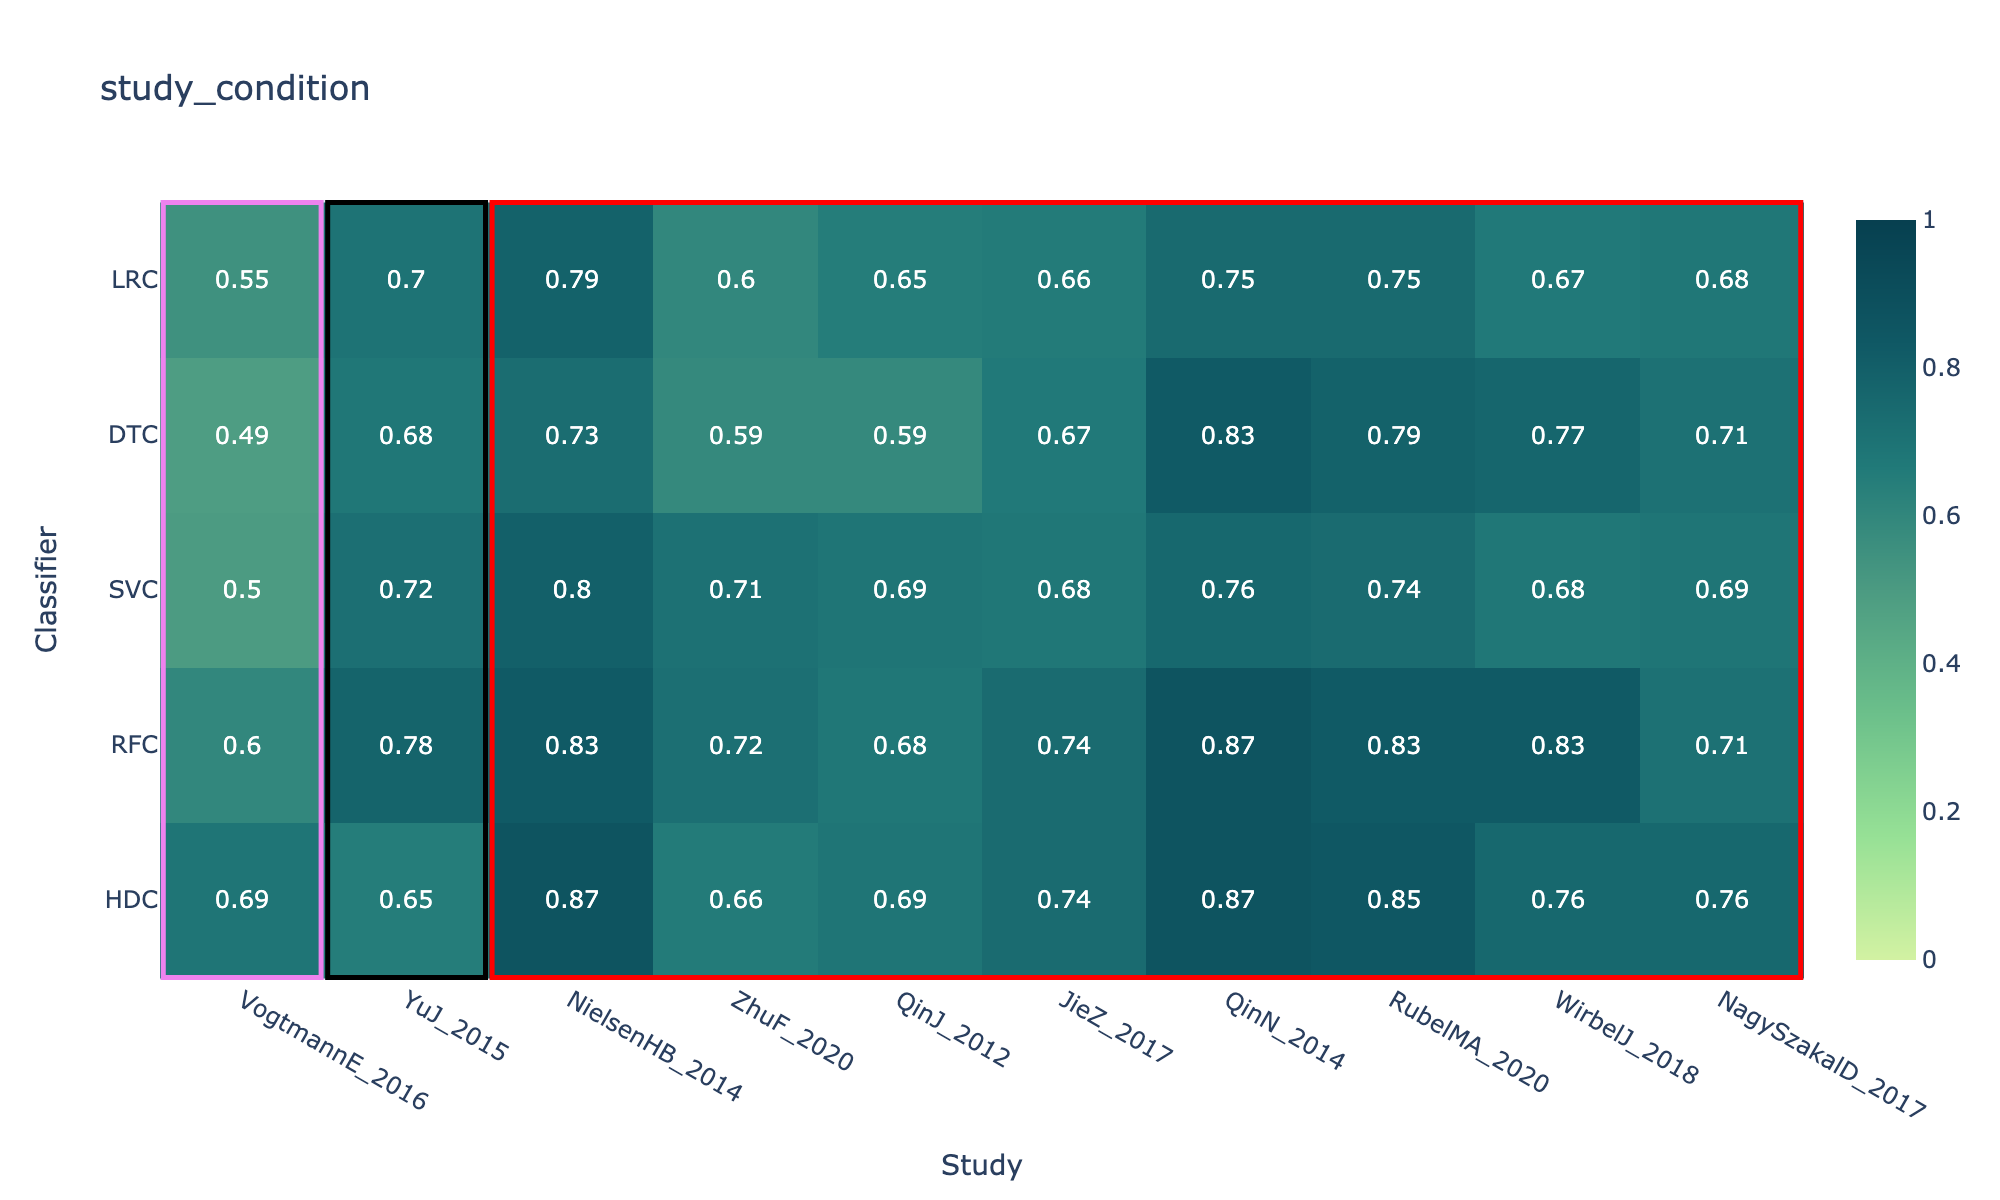 study_condition
1
LRC 0.55 0.7 0.79 0.6 0.65 0.66 0.75 0.75 0.67 0.68
0.8
DTC 0.49 0.68 0.73 0.59 0.59 0.67 0.83 0.79 0.77 0.71
0.6
Classifier
SVC 0.5 0.72 0.8 0.71 0.69 0.68 0.76 0.74 0.68 0.69
0.4
RFC 0.6 0.78 0.83 0.72 0.68 0.74 0.87 0.83 0.83 0.71
0.2
HDC 0.69 0.65 0.87 0.66 0.69 0.74 0.87 0.85 0.76 0.76
0
VogtmannE_2016
YuJ_2015
NielsenHB_2014
ZhuF_2020
QinJ_2012
JieZ_2017
QinN_2014
RubelMA_2020
WirbelJ_2018
NagySzakalD_2017
Study